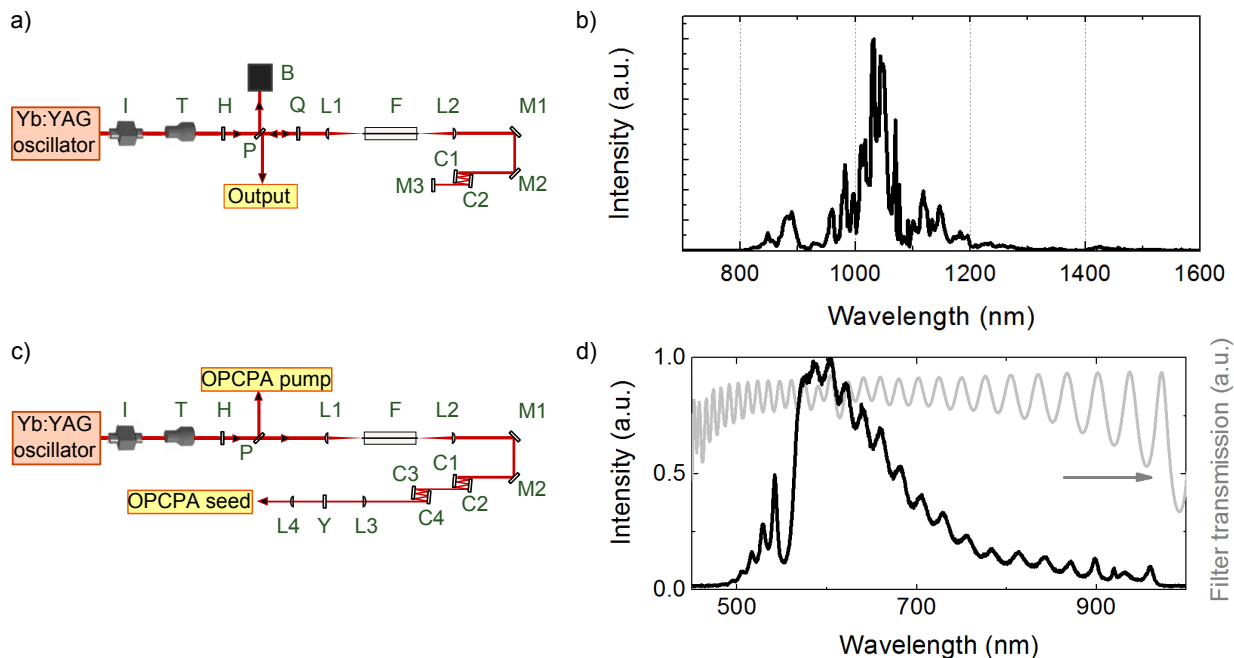 a)
Yb:YAG
oscillator
I
T
H
P
B
Q
L1
F
L2
M1
M2
C1
C2
M3
Output
b)
Intensity (a.u.)
800
1000
1200
1400
1600
Wavelength (nm)
c)
OPCPA pump
Yb:YAG
oscillator
I
T
H
P
L1
F
L2
M1
M2
C1
C2
C3
C4
OPCPA seed
L4
Y
L3
d)
Intensity (a.u.)
1.0
0.5
0.0
500
700
900
Wavelength (nm)
Filter transmission (a.u.)